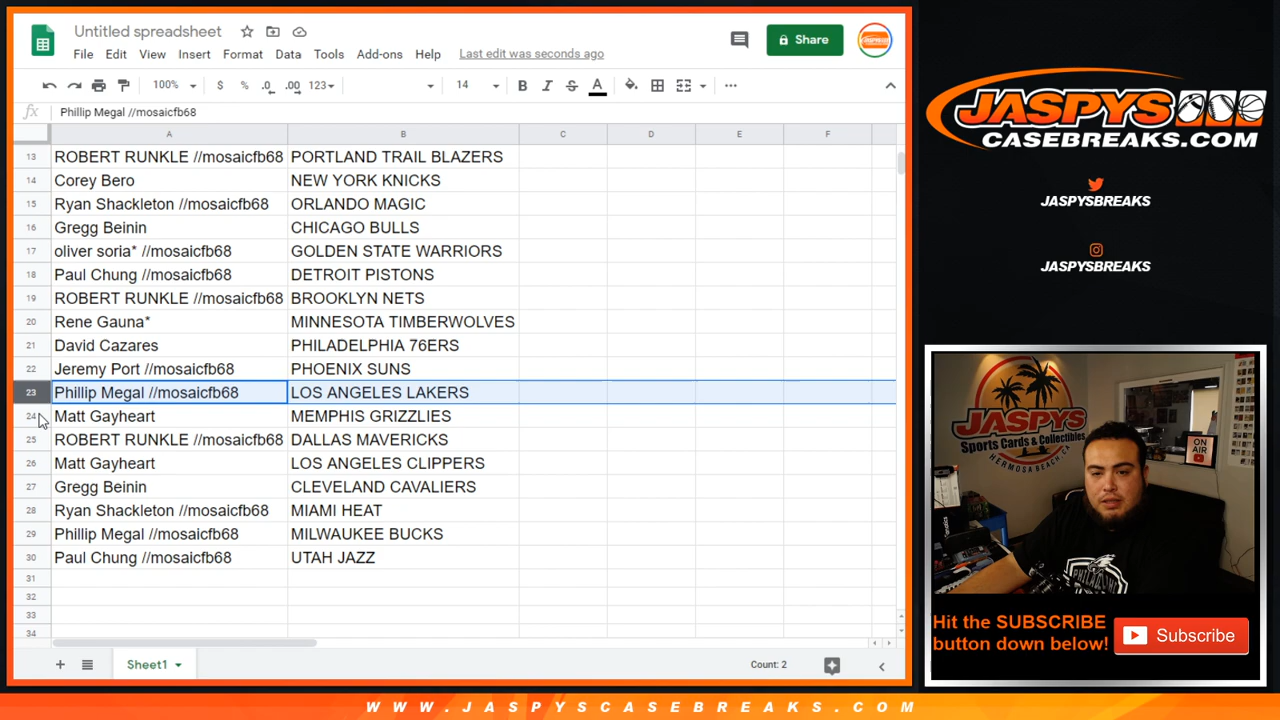 Untitled spreadsheet
File Edit View Insert Format Data Tools Add-ons Help Last edit was seconds ago
Share
100% $ % .0 .00 123 14 B I S A
fx Phillip Megal //mosaicfb68
A B C D E F
13 ROBERT RUNKLE //mosaicfb68 PORTLAND TRAIL BLAZERS
14 Corey Bero NEW YORK KNICKS
15 Ryan Shackleton //mosaicfb68 ORLANDO MAGIC
16 Gregg Beinin CHICAGO BULLS
17 oliver soria* //mosaicfb68 GOLDEN STATE WARRIORS
18 Paul Chung //mosaicfb68 DETROIT PISTONS
19 ROBERT RUNKLE //mosaicfb68 BROOKLYN NETS
20 Rene Gauna* MINNESOTA TIMBERWOLVES
21 David Cazares PHILADELPHIA 76ERS
22 Jeremy Port //mosaicfb68 PHOENIX SUNS
23 Phillip Megal //mosaicfb68 LOS ANGELES LAKERS
24 Matt Gayheart MEMPHIS GRIZZLIES
25 ROBERT RUNKLE //mosaicfb68 DALLAS MAVERICKS
26 Matt Gayheart LOS ANGELES CLIPPERS
27 Gregg Beinin CLEVELAND CAVALIERS
28 Ryan Shackleton //mosaicfb68 MIAMI HEAT
29 Phillip Megal //mosaicfb68 MILWAUKEE BUCKS
30 Paul Chung //mosaicfb68 UTAH JAZZ
31
32
33
34
Sheet1
Count: 2
JASPYS
CASEBREAKS.COM
JASPYSBREAKS
JASPYSBREAKS
JASPYS
Sports Cards & Collectibles
HERMOSA BEACH, CA
ON AIR
PHILADELPHIA
Hit the SUBSCRIBE
button down below!
Subscribe
WWW.JASPYSCASEBREAKS.COM